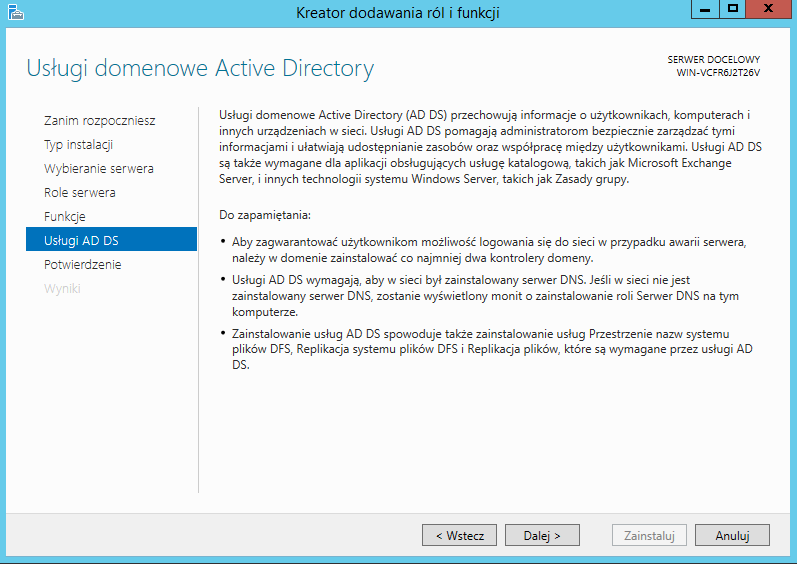 Kreator dodawania ról i funkcji
Usługi domenowe Active Directory
SERWER DOCELOWY
WIN-VCFR6J2T26V
Zanim rozpoczniesz
Typ instalacji
Wybieranie serwera
Role serwera
Funkcje
Usługi AD DS
Potwierdzenie
Wyniki
Usługi domenowe Active Directory (AD DS) przechowują informacje o użytkownikach, komputerach i
innych urządzeniach w sieci. Usługi AD DS pomagają administratorom bezpiecznie zarządzać tymi
informacjami i ułatwiają udostępnianie zasobów oraz współpracę między użytkownikami. Usługi AD DS
są także wymagane dla aplikacji obsługujących usługę katalogową, takich jak Microsoft Exchange
Server, i innych technologii systemu Windows Server, takich jak Zasady grupy.
Do zapamiętania:
• Aby zagwarantować użytkownikom możliwość logowania się do sieci w przypadku awarii serwera,
należy w domenie zainstalować co najmniej dwa kontrolery domeny.
• Usługi AD DS wymagają, aby w sieci był zainstalowany serwer DNS. Jeśli w sieci nie jest
zainstalowany serwer DNS, zostanie wyświetlony monit o zainstalowanie roli Serwer DNS na tym
komputerze.
• Zainstalowanie usług AD DS spowoduje także zainstalowanie usług Przestrzenie nazw systemu
plików DFS, Replikacja systemu plików DFS i Replikacja plików, które są wymagane przez usługi AD
DS.
< Wstecz
Dalej >
Zainstaluj
Anuluj